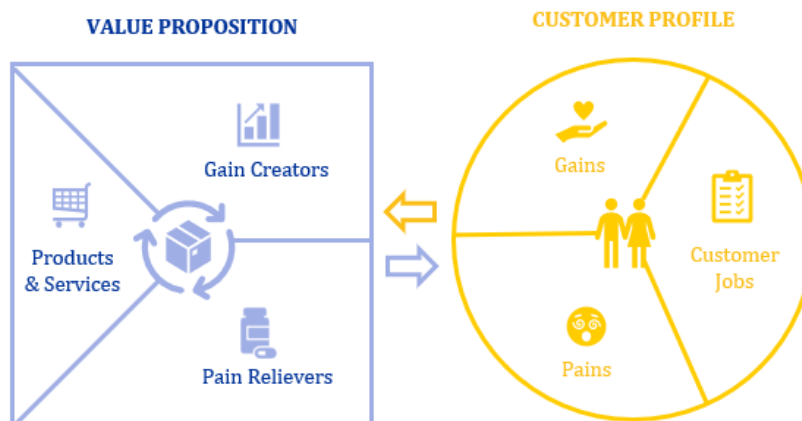 VALUE PROPOSITION
CUSTOMER PROFILE
Gain Creators
Products
& Services
Pain Relievers
Gains
Customer
Jobs
Pains